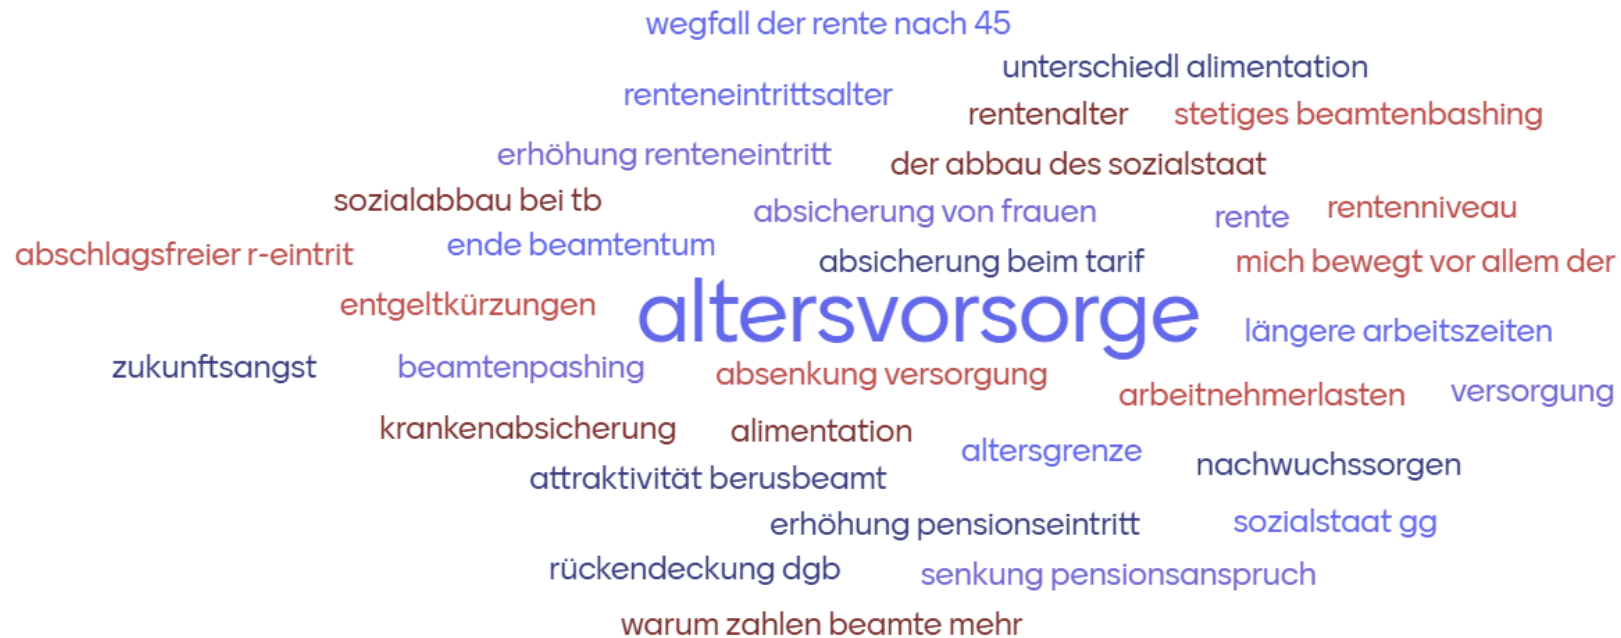 wegfall der rente nach 45
unterschiedl alimentation
renteneintrittsalter
rentenalter
stetiges beamtenbashing
erhöhung renteneintritt
der abbau des sozialstaat
sozialabbau bei tb
absicherung von frauen
rente
rentenniveau
abschlagsfreier r-eintrit
ende beamtentum
absicherung beim tarif
mich bewegt vor allem der
entgeltkürzungen
altersvorsorge
längere arbeitszeiten
zukunftsangst
beamtenpashing
absenkung versorgung
arbeitnehmerlasten
versorgung
krankenabsicherung
alimentation
altersgrenze
nachwuchssorgen
attraktivität berusbeamt
erhöhung pensionseintritt
sozialstaat gg
rückendeckung dgb
senkung pensionsanspruch
warum zahlen beamte mehr